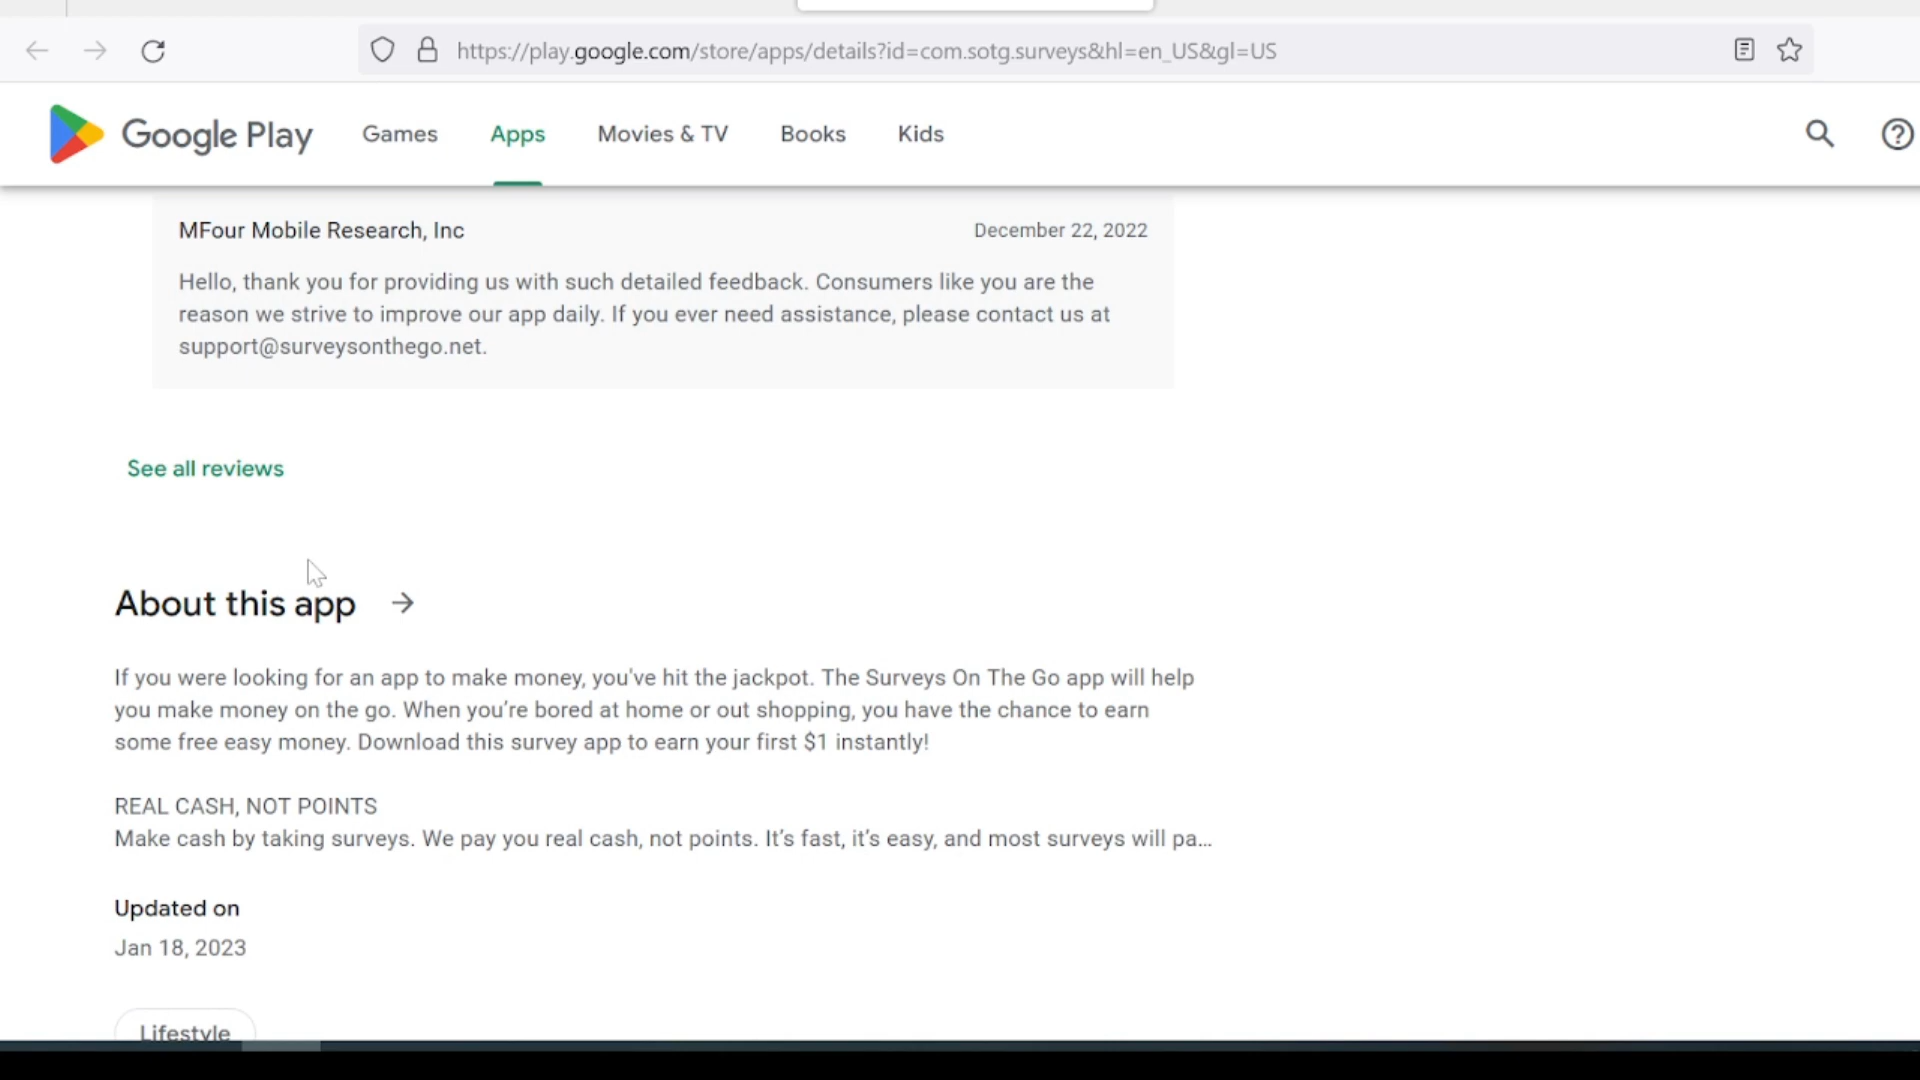 https://play.google.com/store/apps/details?id=com.sotg.surveys&hl=en_US&gl=US
Google Play Games Apps Movies & TV Books Kids
MFour Mobile Research, Inc December 22, 2022
Hello, thank you for providing us with such detailed feedback. Consumers like you are the
reason we strive to improve our app daily. If you ever need assistance, please contact us at
support@surveysonthego.net.
See all reviews
About this app
If you were looking for an app to make money, you've hit the jackpot. The Surveys On The Go app will help
you make money on the go. When you’re bored at home or out shopping, you have the chance to earn
some free easy money. Download this survey app to earn your first $1 instantly!
REAL CASH, NOT POINTS
Make cash by taking surveys. We pay you real cash, not points. It’s fast, it’s easy, and most surveys will pa...
Updated on
Jan 18, 2023
Lifestyle